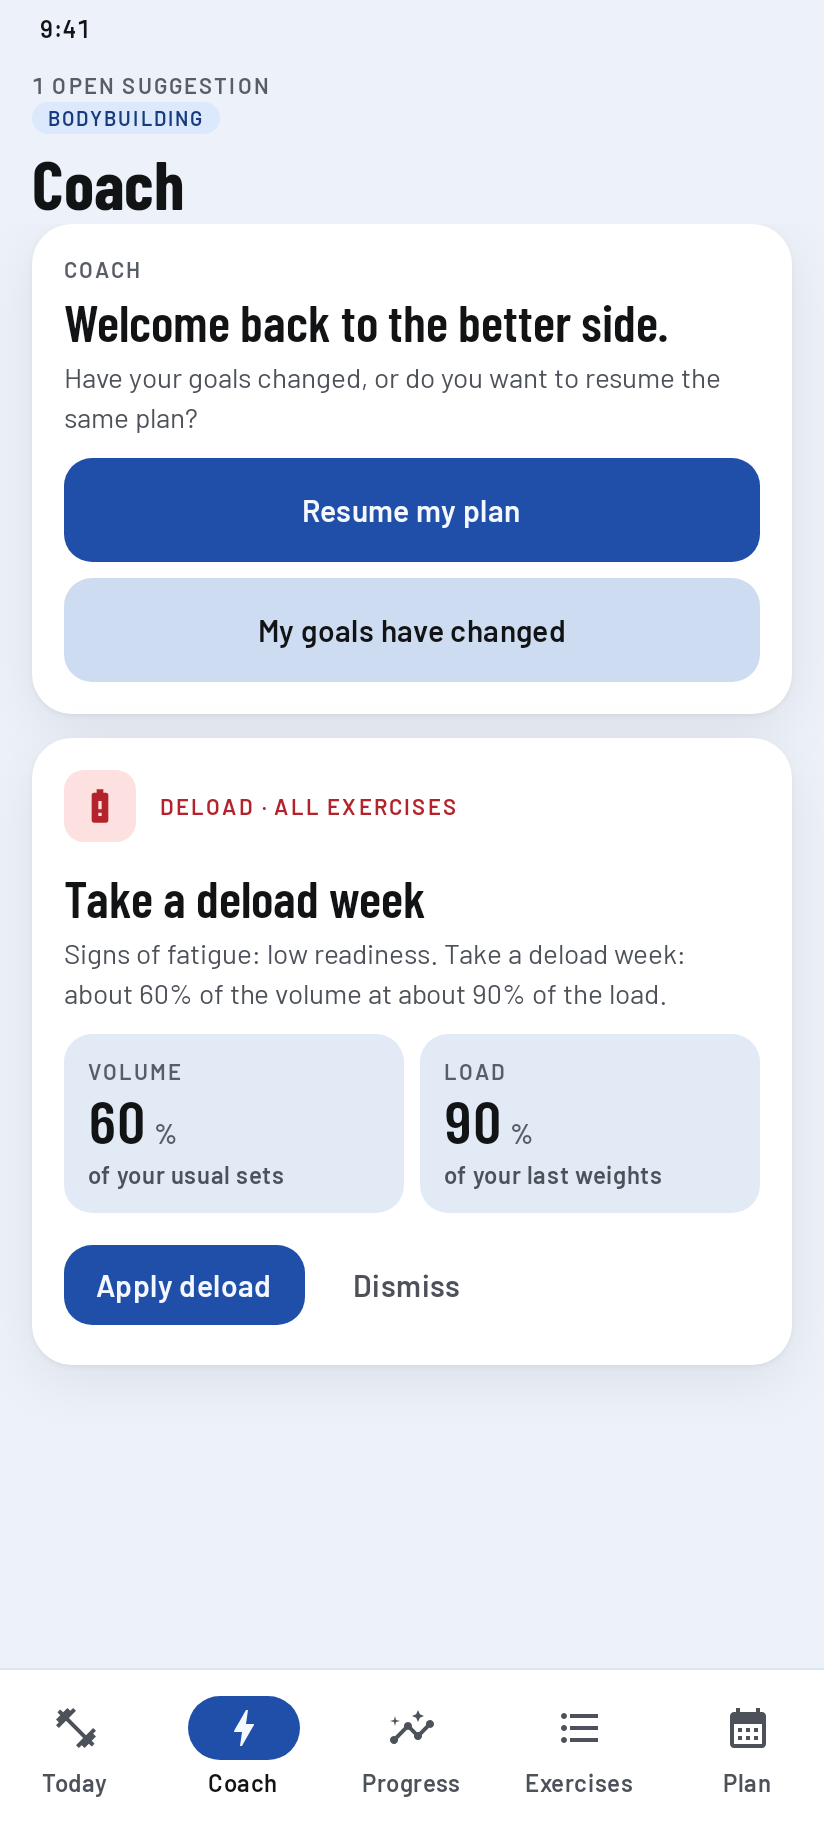 9:41
1 OPEN SUGGESTION
BODYBUILDING
Coach
COACH
Welcome back to the better side.
Have your goals changed, or do you want to resume the
same plan?
Resume my plan
My goals have changed
DELOAD · ALL EXERCISES
Take a deload week
Signs of fatigue: low readiness. Take a deload week:
about 60% of the volume at about 90% of the load.
VOLUME
60 %
of your usual sets
LOAD
90 %
of your last weights
Apply deload
Dismiss
Today
Coach
Progress
Exercises
Plan